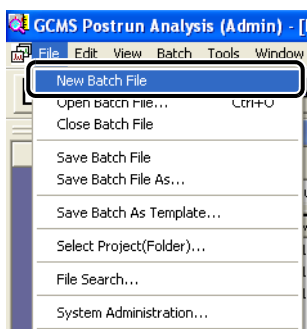 GCMS Postrun Analysis (Admin) - [
File Edit View Batch Tools Window
New Batch File
Open Batch File... Ctrl+O
Close Batch File
Save Batch File
Save Batch File As...
Save Batch As Template...
Select Project(Folder)...
File Search...
System Administration...